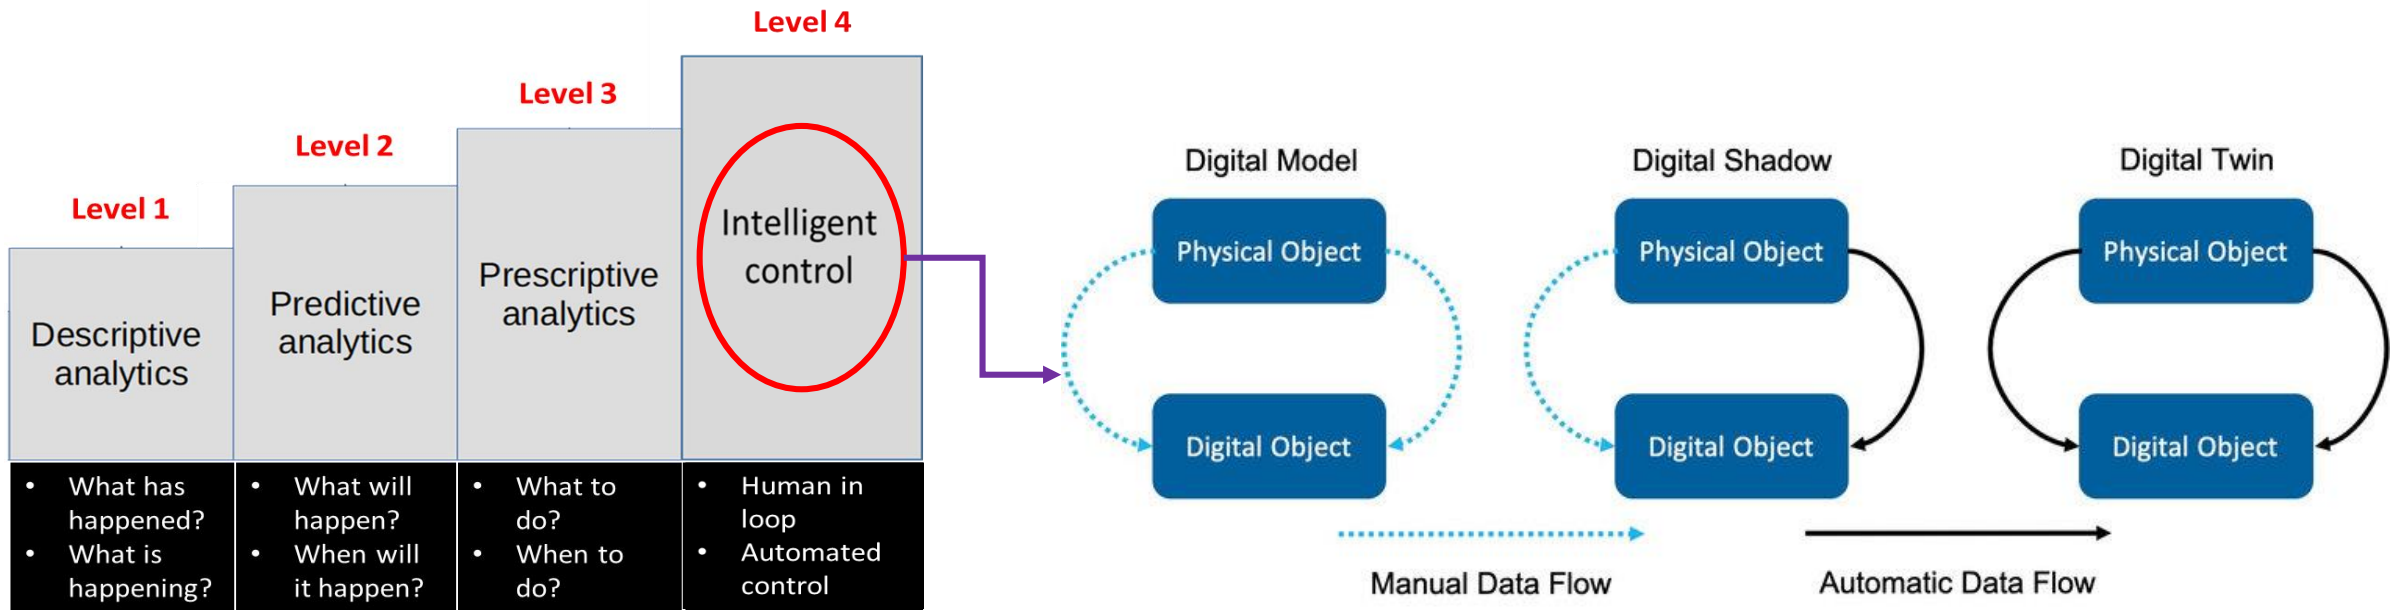 Level 1
Level 2
Level 3
Level 4
Descriptive
analytics
Predictive
analytics
Prescriptive
analytics
Intelligent
control
• What has
happened?
• What is
happening?
• What will
happen?
• When will
it happen?
• What to
do?
• When to
do?
• Human in
loop
• Automated
control
Digital Model
Physical Object
Digital Object
Digital Shadow
Physical Object
Digital Object
Digital Twin
Physical Object
Digital Object
Manual Data Flow
Automatic Data Flow